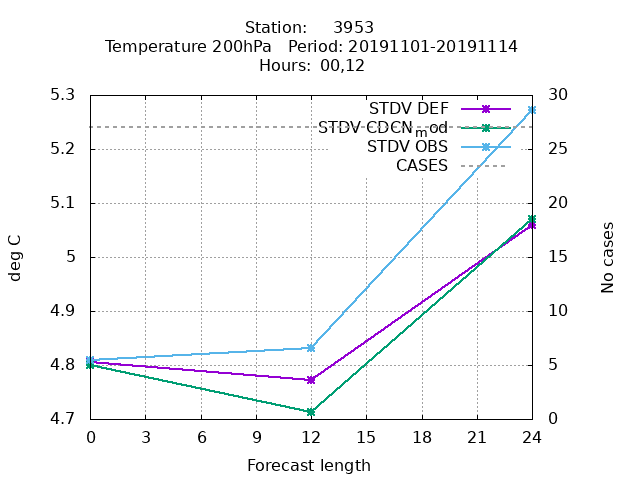 Station: 3953
Temperature 200hPa Period: 20191101-20191114
Hours: 00,12
5.3
5.2
5.1
5
4.9
4.8
4.7
deg C
STDV DEF
STDV CDCN_mod
STDV OBS
CASES
30
25
20
15
10
5
0
No cases
0 3 6 9 12 15 18 21 24
Forecast length